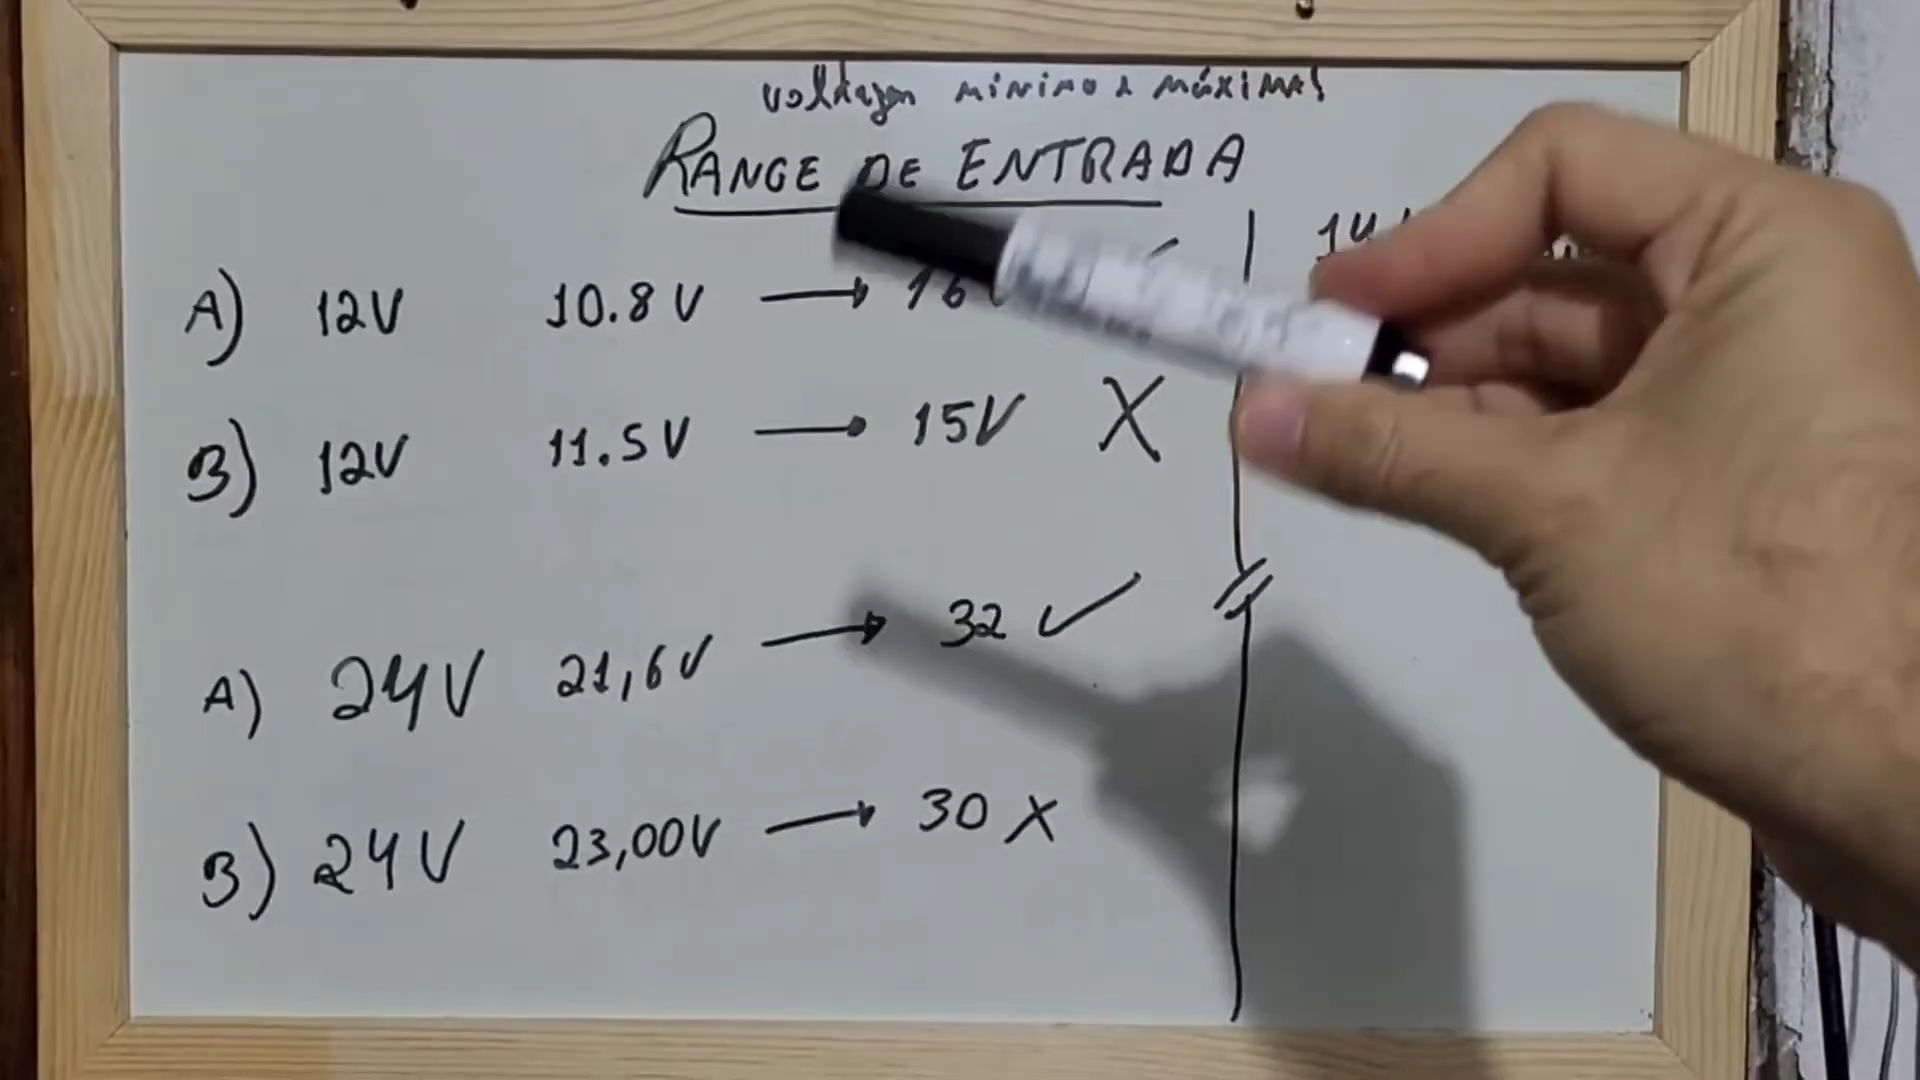 voltajen minimo a máximas
RANGE DE ENTRADA
A) 12V 10.8V → 16
B) 12V 11.5V → 15V X
A) 24V 21,6V → 32 ✓
B) 24V 23,00V → 30 X